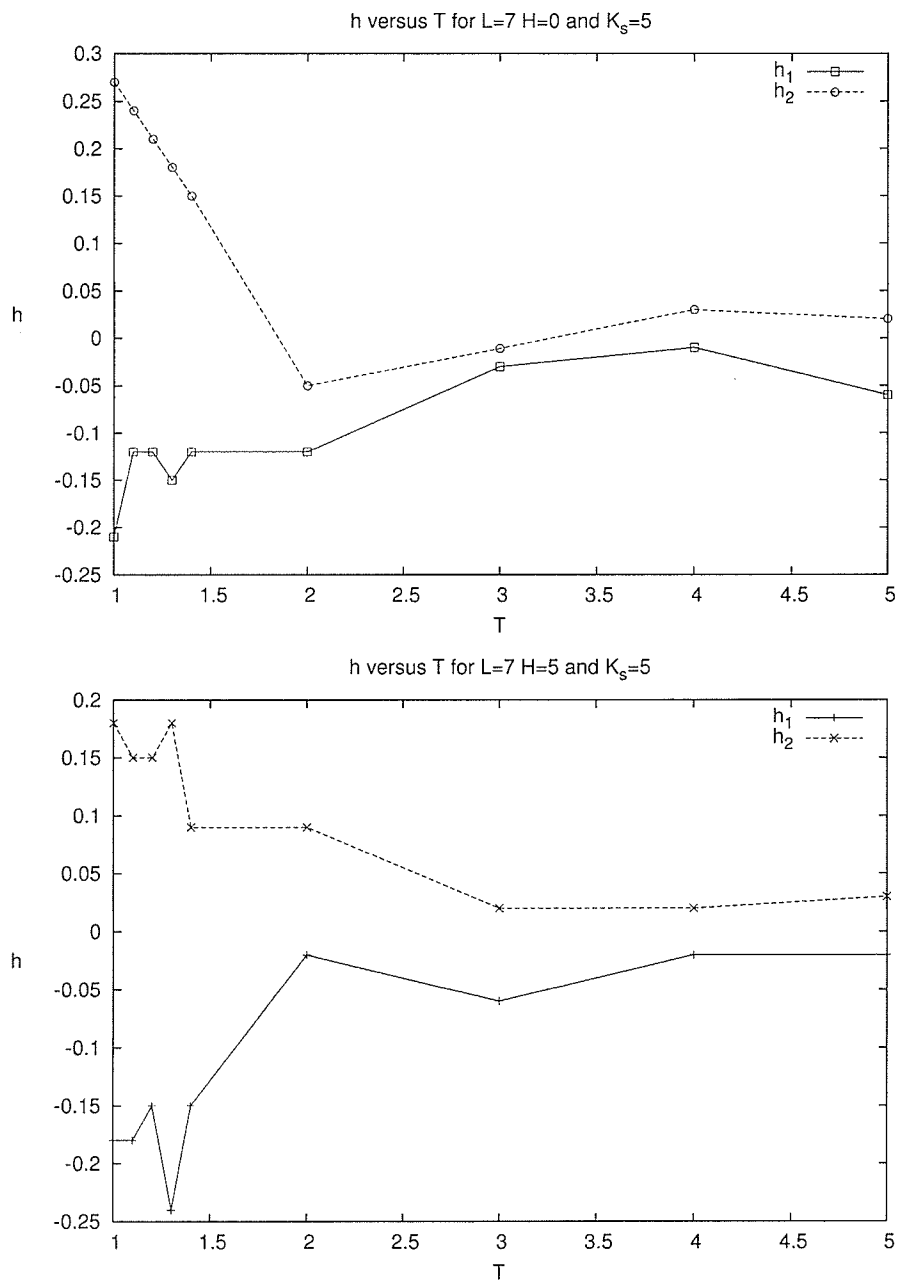 h versus T for L=7 H=0 and Kₛ=5
0.3
0.25
0.2
0.15
0.1
0.05
0
-0.05
-0.1
-0.15
-0.2
-0.25
h
h₁
h₂
1 1.5 2 2.5 3 3.5 4 4.5 5
T
h versus T for L=7 H=5 and Kₛ=5
0.2
0.15
0.1
0.05
0
-0.05
-0.1
-0.15
-0.2
-0.25
h
h₁
h₂
1 1.5 2 2.5 3 3.5 4 4.5 5
T